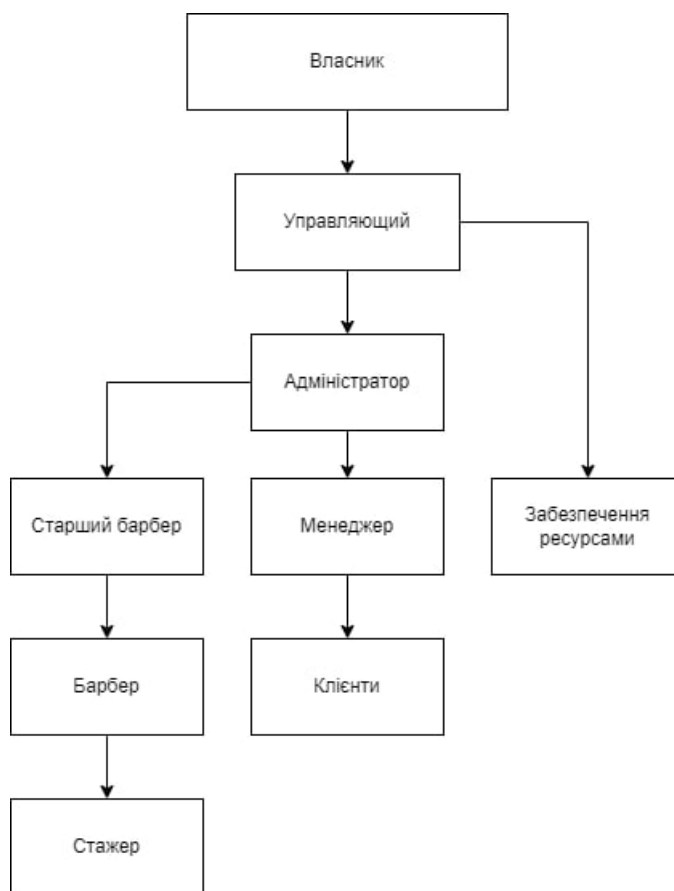 Власник
Управляющий
Адміністратор
Старший барбер
Менеджер
Забезпечення
ресурсами
Барбер
Клієнти
Стажер